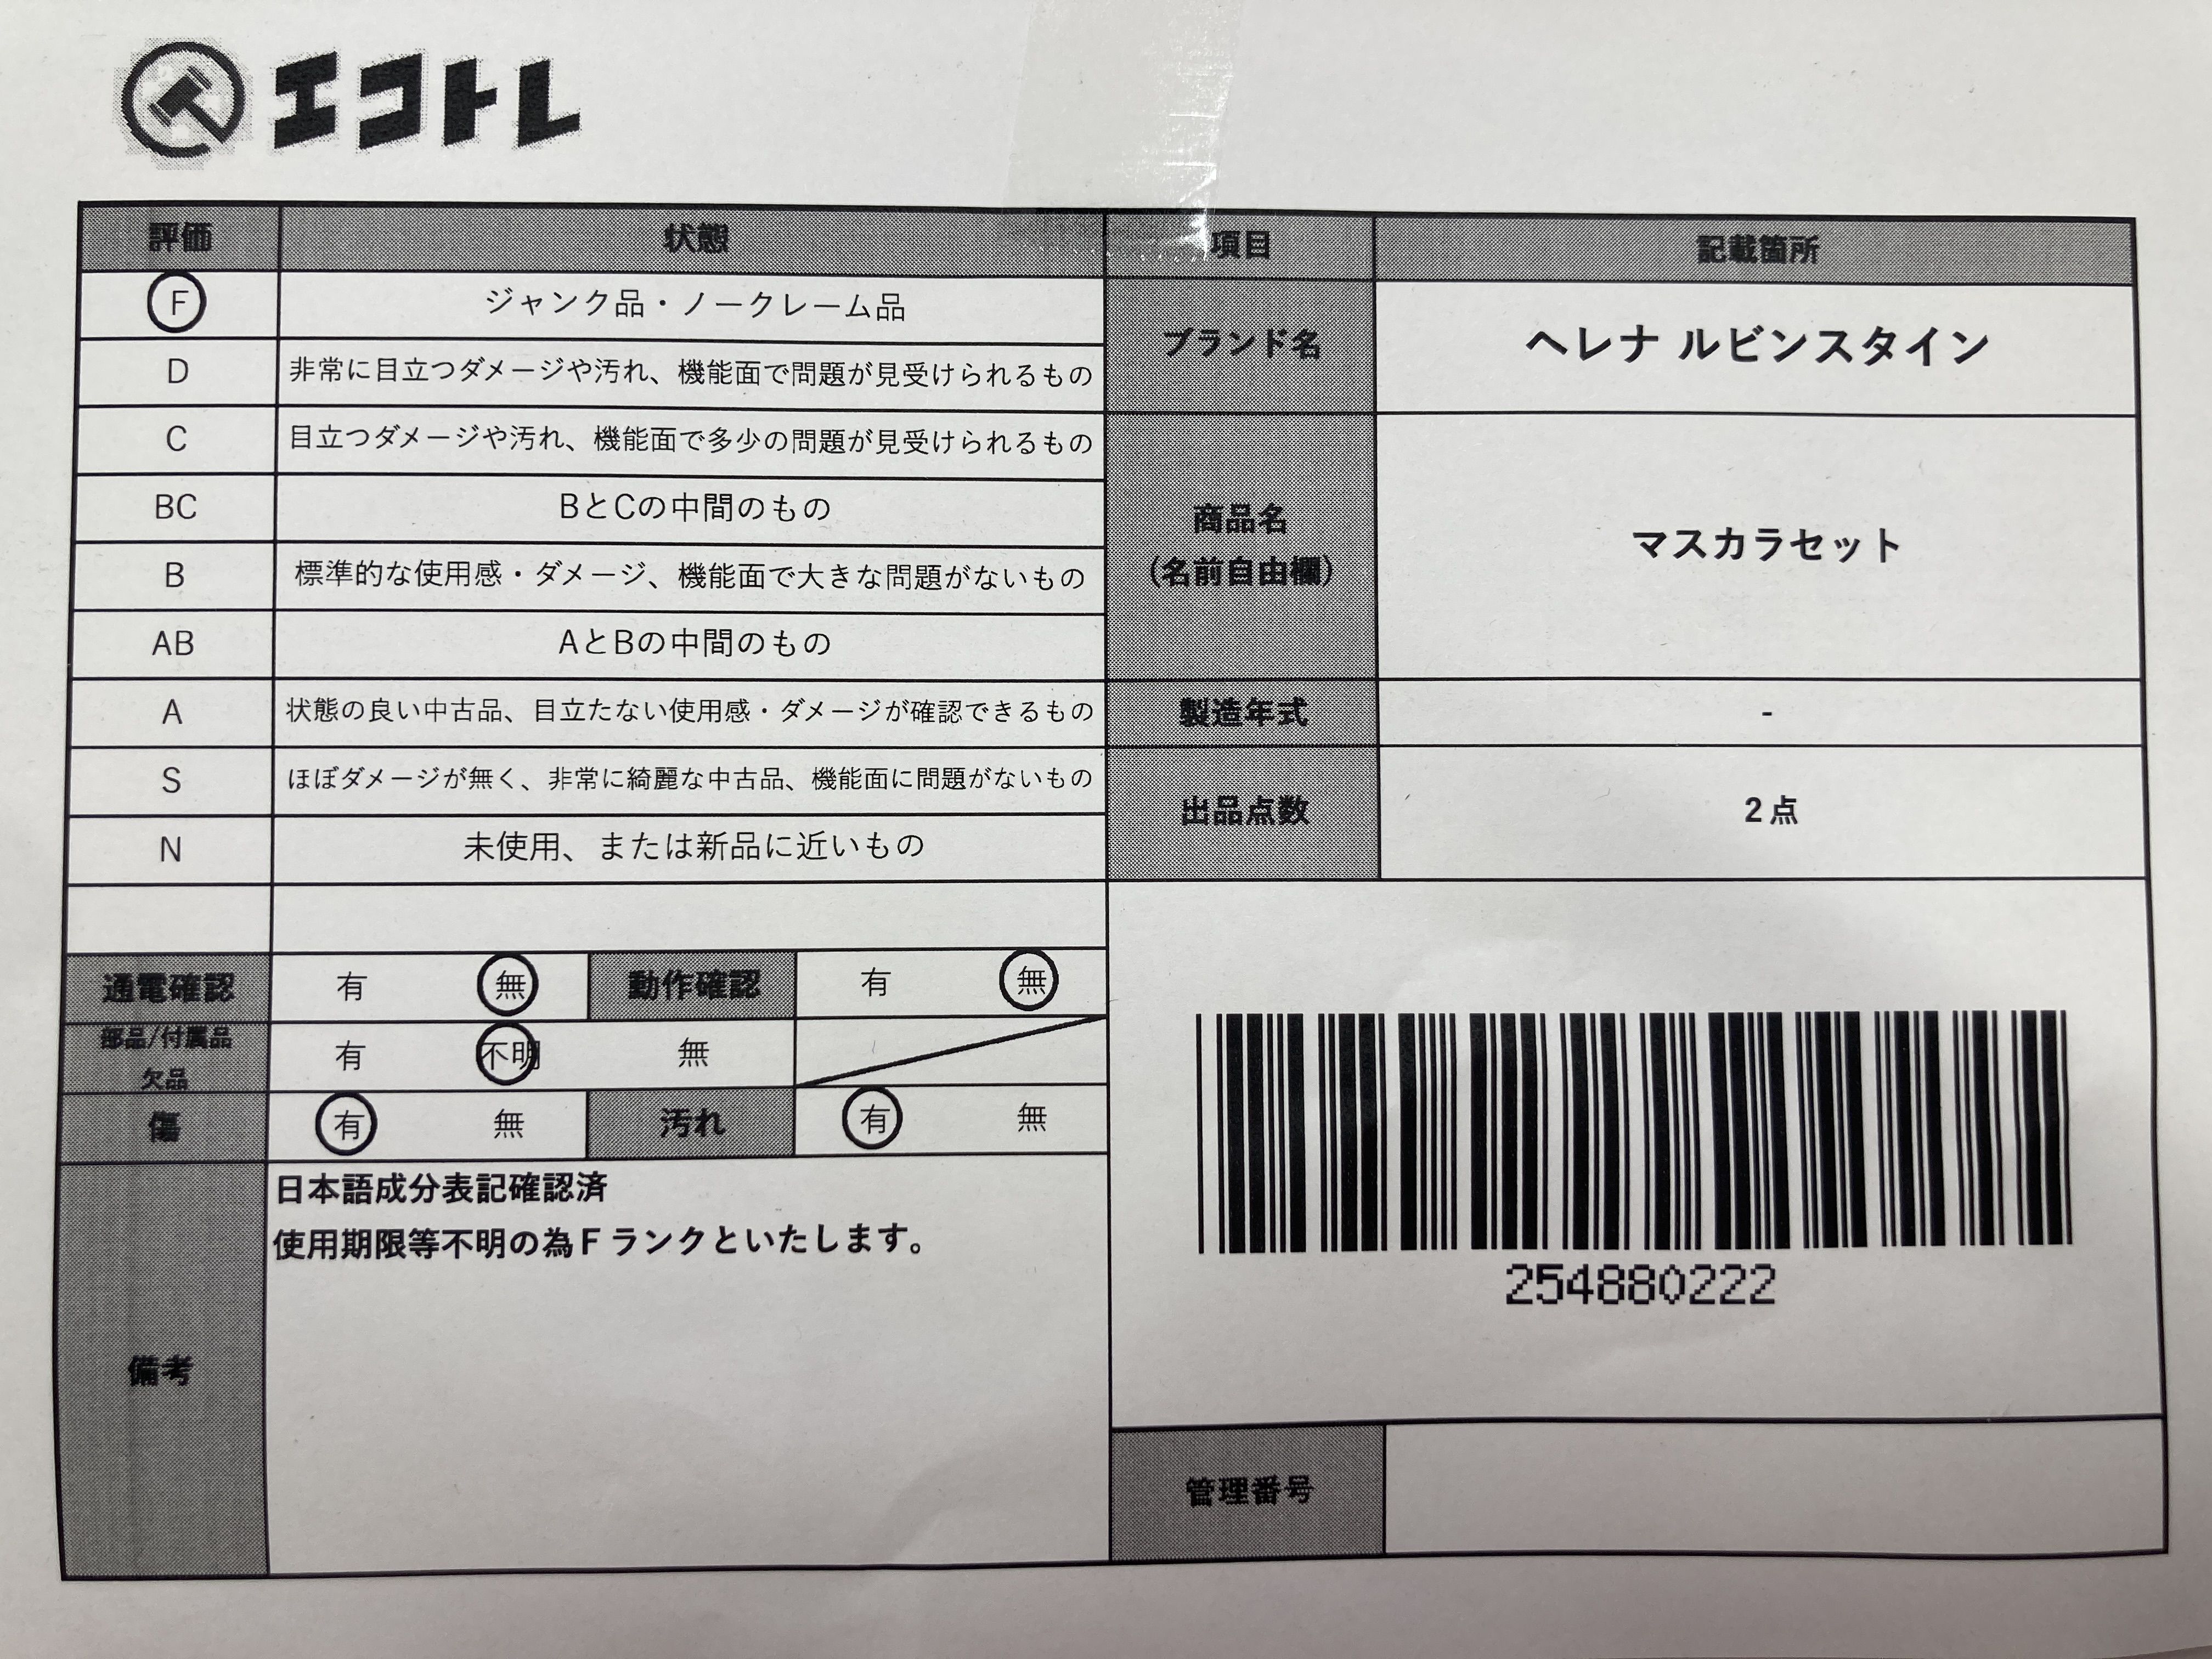 エコトレ
評価 状態
F ジャンク品・ノークレーム品
D 非常に目立つダメージや汚れ、機能面で問題が見受けられるもの
C 目立つダメージや汚れ、機能面で多少の問題が見受けられるもの
BC BとCの中間のもの
B 標準的な使用感・ダメージ、機能面で大きな問題がないもの
AB AとBの中間のもの
A 状態の良い中古品、目立たない使用感・ダメージが確認できるもの
S ほぼダメージが無く、非常に綺麗な中古品、機能面に問題がないもの
N 未使用、または新品に近いもの
通電確認 有 無 動作確認 有 無
部品/付属品
欠品 有 不明 無
傷 有 無 汚れ 有 無
備考
日本語成分表記確認済
使用期限等不明の為Fランクといたします。
項目 記載箇所
ブランド名 ヘレナ ルビンスタイン
商品名
(名前自由欄)
マスカラセット
製造年式 -
出品点数 2点
254880222
管理番号